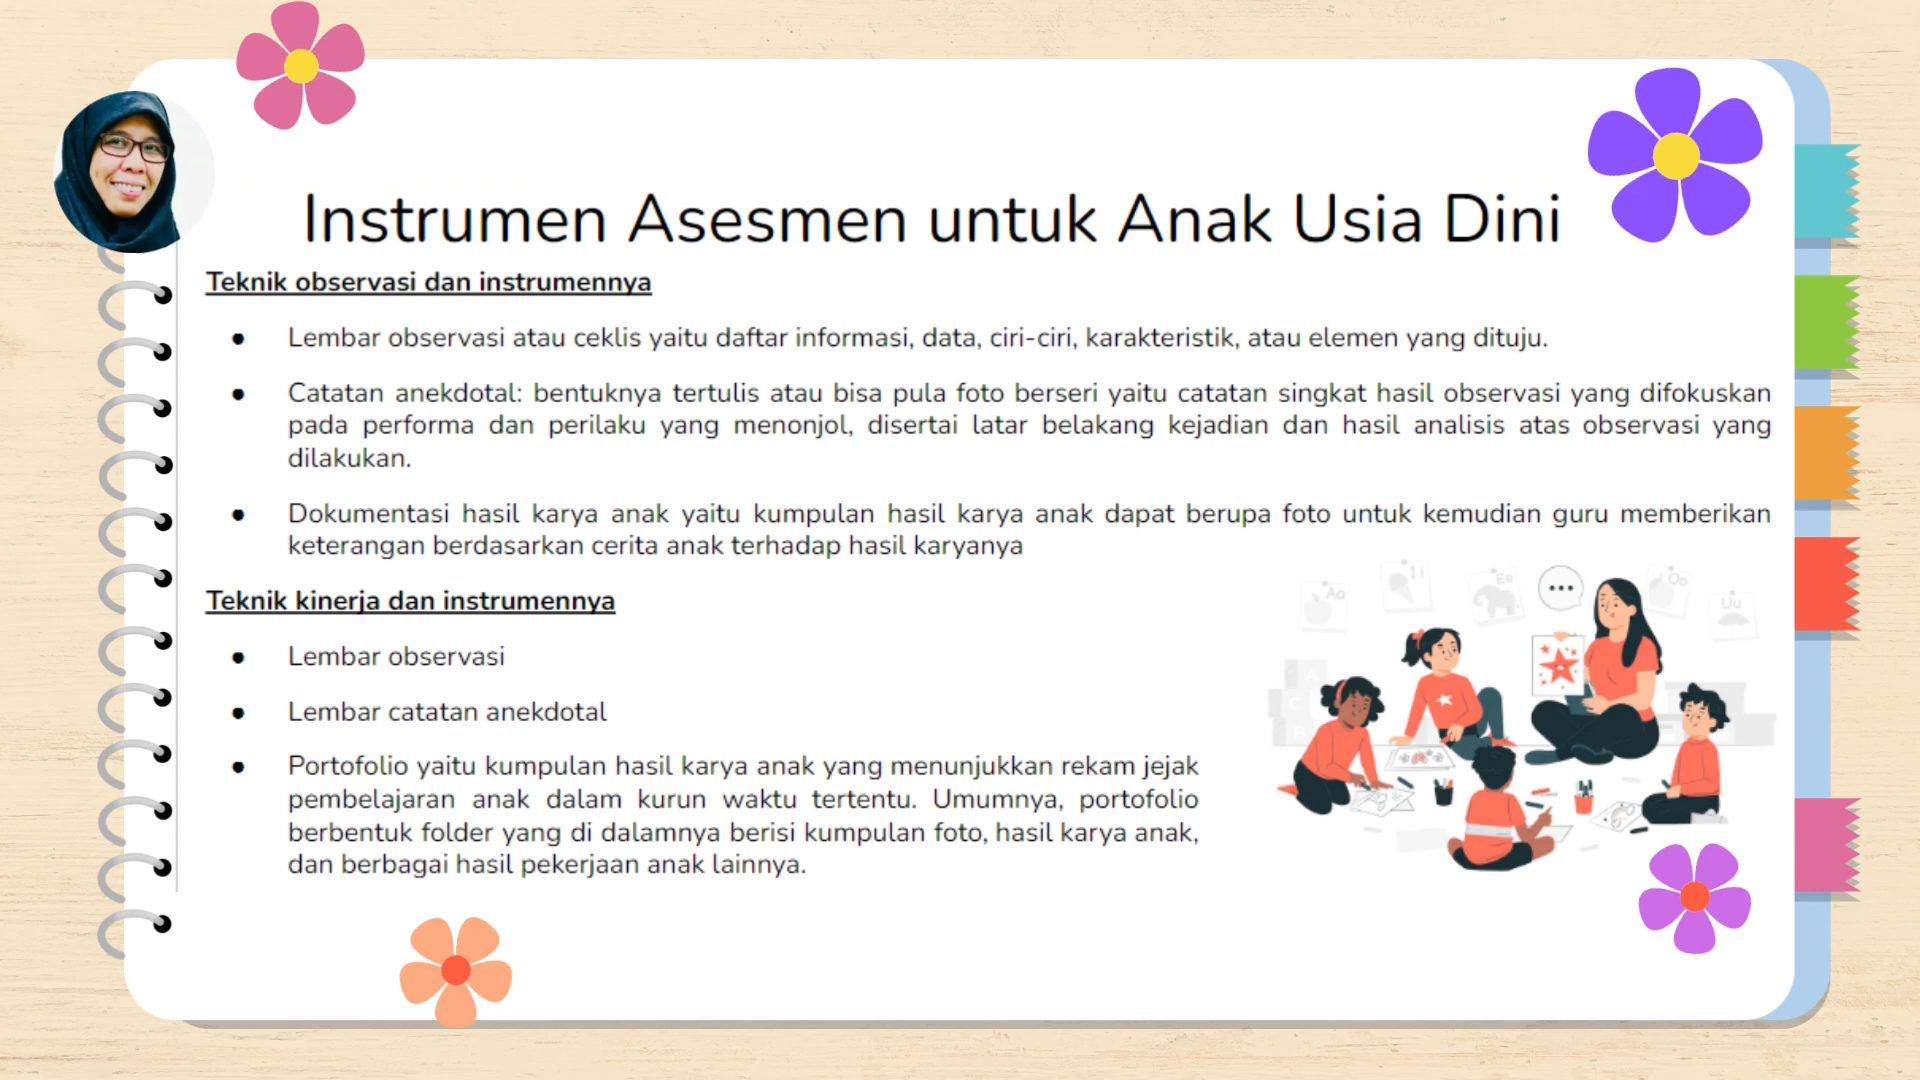 Instrumen Asesmen untuk Anak Usia Dini
Teknik observasi dan instrumennya
● Lembar observasi atau ceklis yaitu daftar informasi, data, ciri-ciri, karakteristik, atau elemen yang dituju.
● Catatan anekdotal: bentuknya tertulis atau bisa pula foto berseri yaitu catatan singkat hasil observasi yang difokuskan
pada performa dan perilaku yang menonjol, disertai latar belakang kejadian dan hasil analisis atas observasi yang
dilakukan.
● Dokumentasi hasil karya anak yaitu kumpulan hasil karya anak dapat berupa foto untuk kemudian guru memberikan
keterangan berdasarkan cerita anak terhadap hasil karyanya
Teknik kinerja dan instrumennya
● Lembar observasi
● Lembar catatan anekdotal
● Portofolio yaitu kumpulan hasil karya anak yang menunjukkan rekam jejak
pembelajaran anak dalam kurun waktu tertentu. Umumnya, portofolio
berbentuk folder yang di dalamnya berisi kumpulan foto, hasil karya anak,
dan berbagai hasil pekerjaan anak lainnya.
Aa
Ii
Ee
Oo
Uu
A
C
B